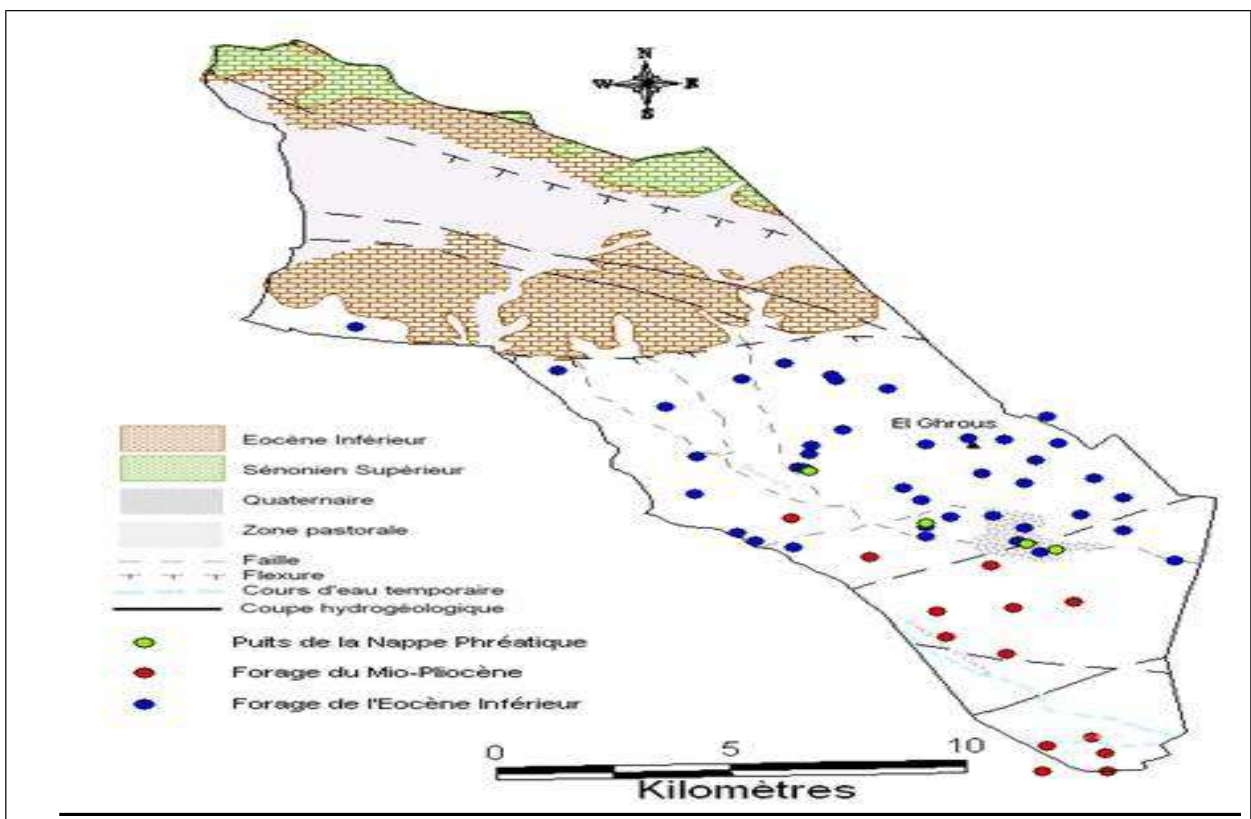 N
W E
S
El Ghrous
Eocène Inférieur
Sénonien Supérieur
Quaternaire
Zone pastorale
Faille
Flexure
Cours d'eau temporaire
Coupe hydrogéologique
Puits de la Nappe Phréatique
Forage du Mio-Pliocène
Forage de l'Eocène Inférieur
0 5 10
Kilomètres